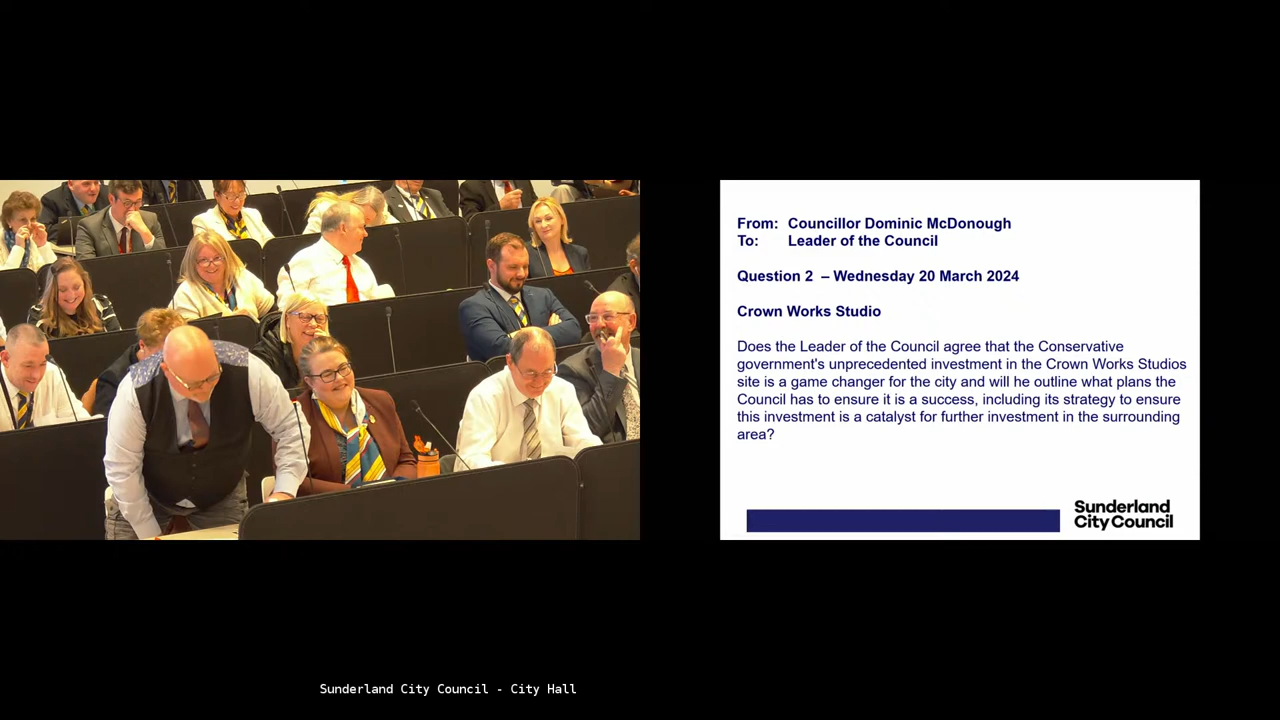 From: Councillor Dominic McDonough
To: Leader of the Council
Question 2 – Wednesday 20 March 2024
Crown Works Studio
Does the Leader of the Council agree that the Conservative
government's unprecedented investment in the Crown Works Studios
site is a game changer for the city and will he outline what plans the
Council has to ensure it is a success, including its strategy to ensure
this investment is a catalyst for further investment in the surrounding
area?
Sunderland
City Council
Sunderland City Council - City Hall